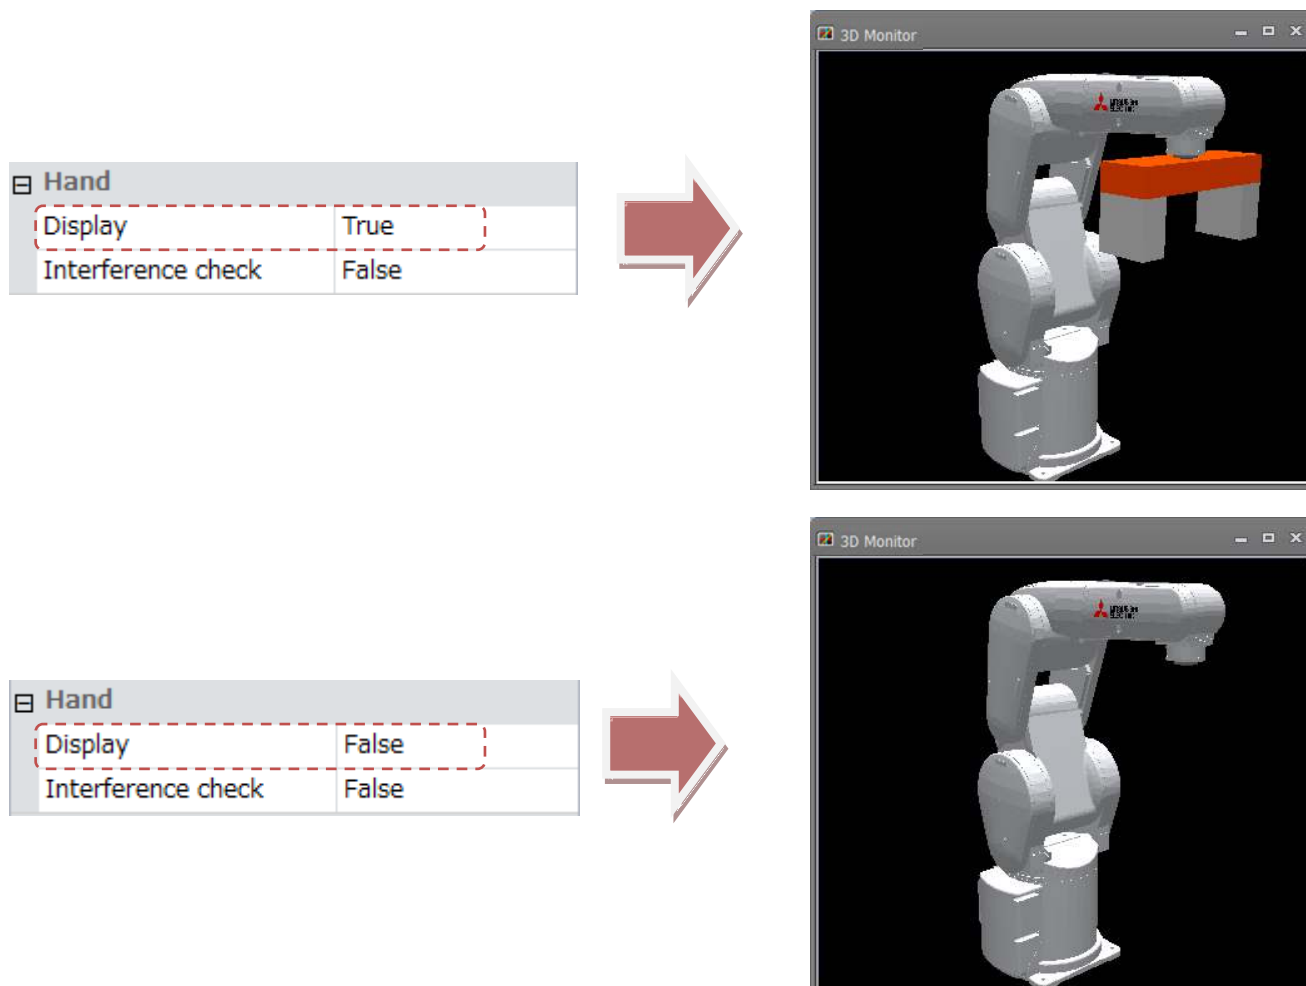 3D Monitor
Hand
Display True
Interference check False
3D Monitor
Hand
Display False
Interference check False